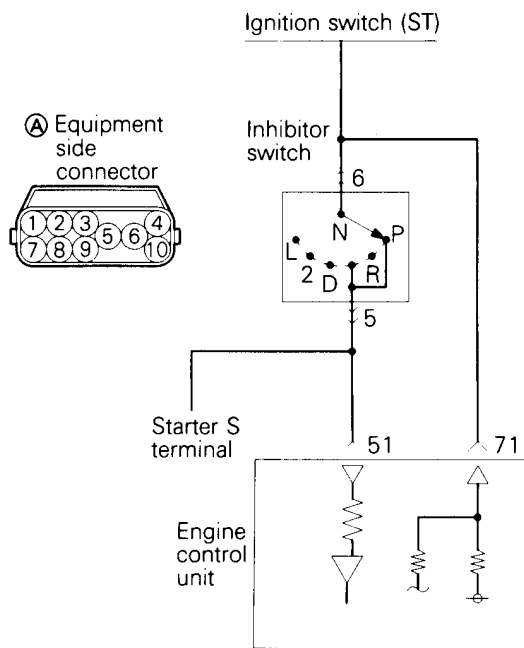 Ignition switch (ST)
Ⓐ Equipment
side
connector
1 2 3 4
5 6
7 8 9 10
Inhibitor
switch
6
N
P
L
2
D
R
5
Starter S
terminal
51
71
Engine
control
unit